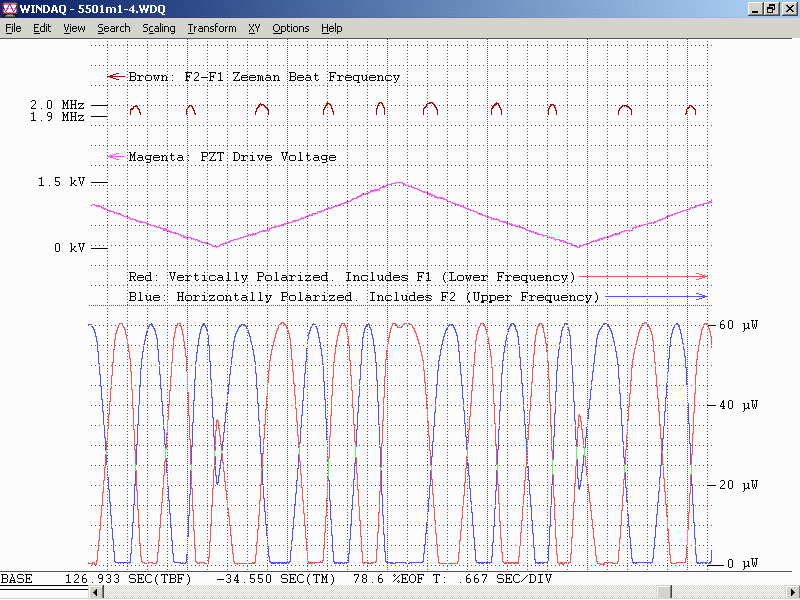 WINDAQ - 5501m1-4.WDQ
File Edit View Search Scaling Transform XY Options Help
Brown: F2-F1 Zeeman Beat Frequency
2.0 MHz
1.9 MHz
Magenta: PZT Drive Voltage
1.5 kV
0 kV
Red: Vertically Polarized. Includes F1 (Lower Frequency)
Blue: Horizontally Polarized. Includes F2 (Upper Frequency)
60 µW
40 µW
20 µW
0 µW
BASE 126.933 SEC(TBF) -34.550 SEC(TM) 78.6 %EOF T: .667 SEC/DIV